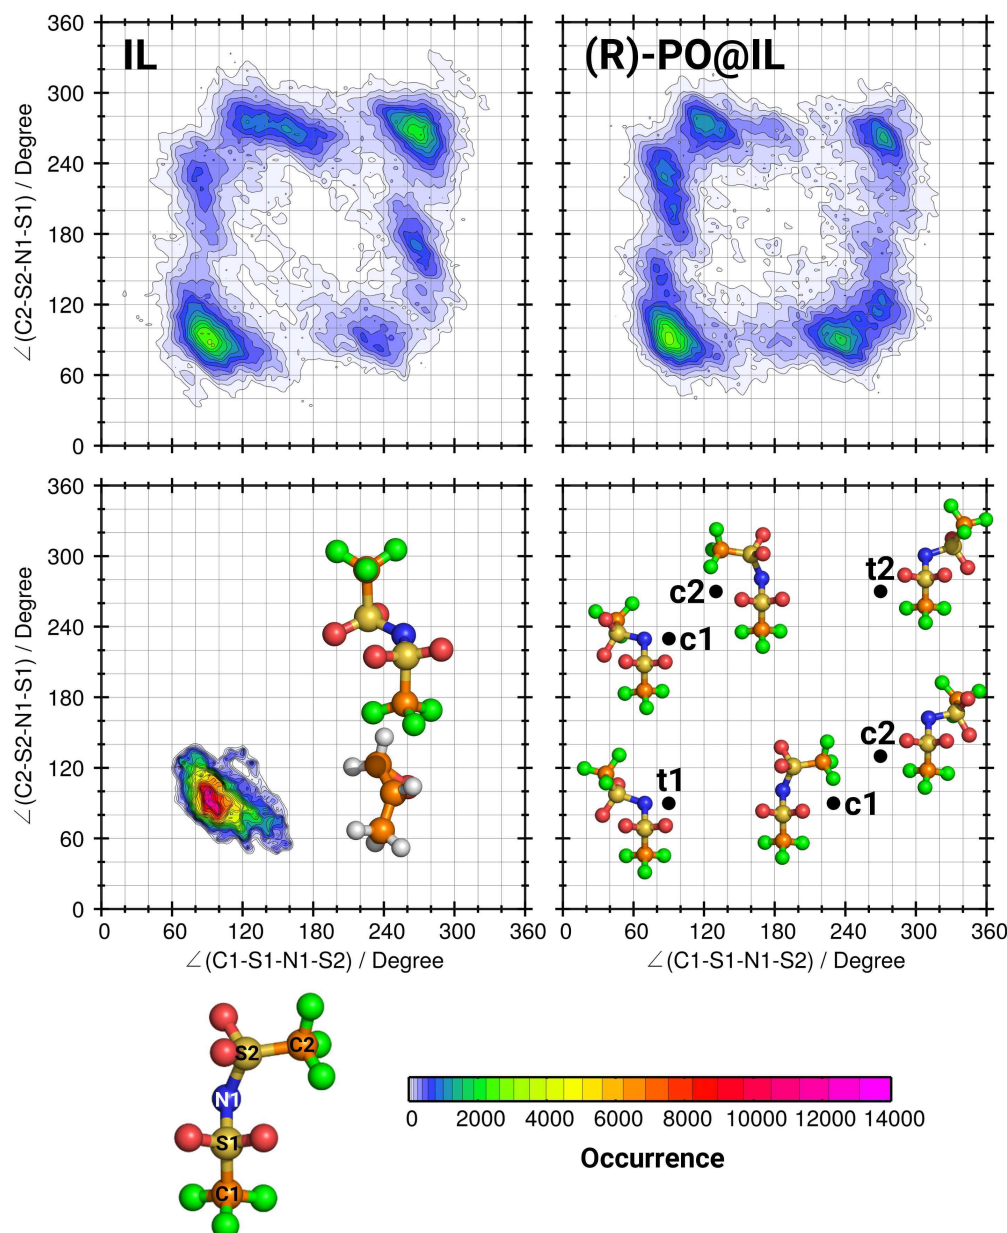 IL
(R)-PO@IL
360
300
240
180
120
60
0
∠(C2-S2-N1-S1) / Degree
360
300
240
180
120
60
0
∠(C2-S2-N1-S1) / Degree
t2
c2
c1
c2
t1
c1
0 60 120 180 240 300 360
0 60 120 180 240 300 360
∠(C1-S1-N1-S2) / Degree
∠(C1-S1-N1-S2) / Degree
S2 C2
N1
S1
C1
0 2000 4000 6000 8000 10000 12000 14000
Occurrence